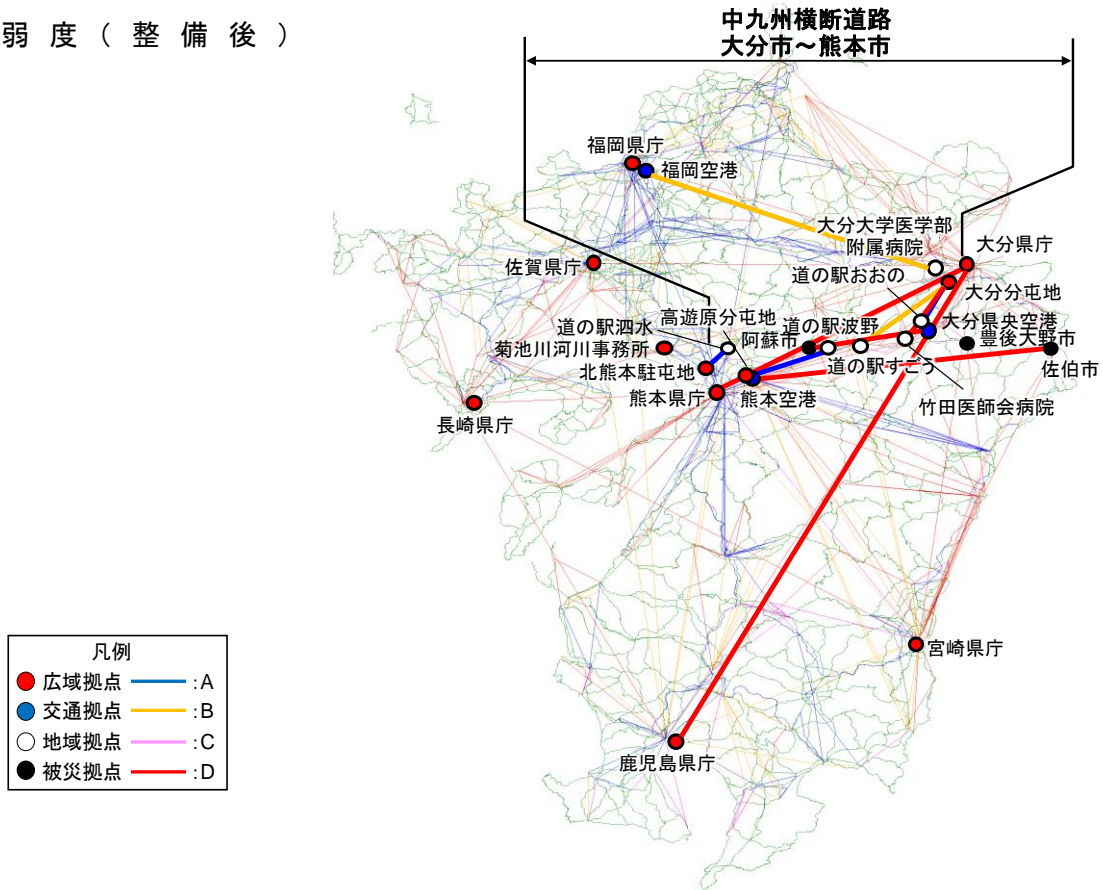 弱度(整備後)
中九州横断道路
大分市～熊本市
福岡県庁
福岡空港
大分大学医学部
附属病院
大分県庁
佐賀県庁
道の駅おおの
大分分屯地
高遊原分屯地
道の駅泗水
阿蘇市
道の駅波野
大分県央空港
豊後大野市
菊池川河川事務所
道の駅すごう
佐伯市
北熊本駐屯地
熊本県庁
熊本空港
竹田医師会病院
長崎県庁
宮崎県庁
鹿児島県庁
凡例
広域拠点 :A
交通拠点 :B
地域拠点 :C
被災拠点 :D